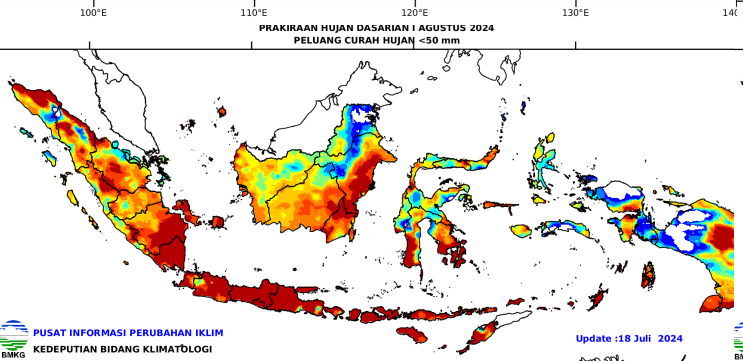 100°E 110°E 120°E 130°E 140
PRAKIRAAN HUJAN DASARIAN I AGUSTUS 2024
PELUANG CURAH HUJAN <50 mm
PUSAT INFORMASI PERUBAHAN IKLIM
KEDEPUTIAN BIDANG KLIMATOLOGI
BMKG
Update :18 Juli 2024